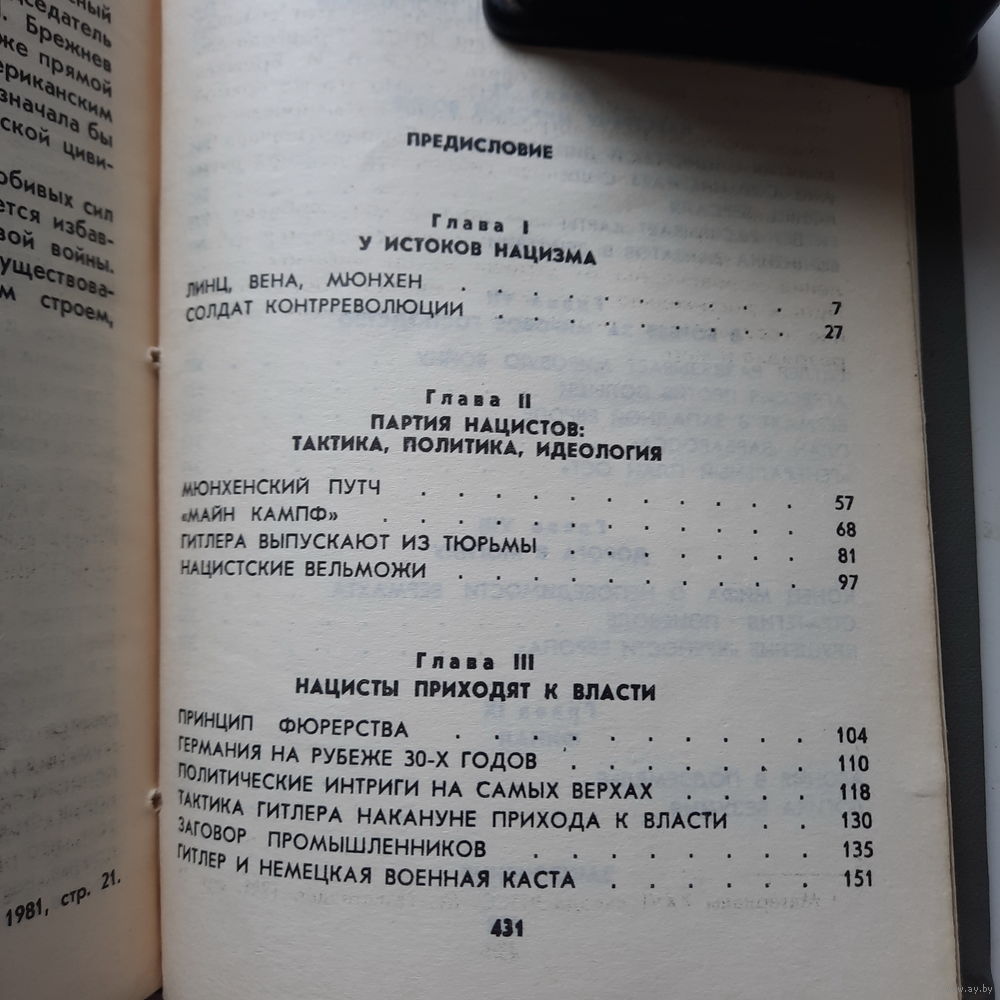 Брежнев
же прямой
ериканским
значала бы
ской циви-
обивых сил
ется избав-
вой войны.
уществова-
м строем,
1981, стр. 21.
ПРЕДИСЛОВИЕ
Глава I
У ИСТОКОВ НАЦИЗМА
ЛИНЦ, ВЕНА, МЮНХЕН . . . . . . . . . . 7
СОЛДАТ КОНТРРЕВОЛЮЦИИ . . . . . . . . . 27
Глава II
ПАРТИЯ НАЦИСТОВ:
ТАКТИКА, ПОЛИТИКА, ИДЕОЛОГИЯ
МЮНХЕНСКИЙ ПУТЧ . . . . . . . . . . . 57
«МАЙН КАМПФ» . . . . . . . . . . . . 68
ГИТЛЕРА ВЫПУСКАЮТ ИЗ ТЮРЬМЫ . . . . . . 81
НАЦИСТСКИЕ ВЕЛЬМОЖИ . . . . . . . . . . 97
Глава III
НАЦИСТЫ ПРИХОДЯТ К ВЛАСТИ
ПРИНЦИП ФЮРЕРСТВА . . . . . . . . . . 104
ГЕРМАНИЯ НА РУБЕЖЕ 30-Х ГОДОВ . . . . . . . 110
ПОЛИТИЧЕСКИЕ ИНТРИГИ НА САМЫХ ВЕРХАХ . . . . 118
ТАКТИКА ГИТЛЕРА НАКАНУНЕ ПРИХОДА К ВЛАСТИ . . 130
ЗАГОВОР ПРОМЫШЛЕННИКОВ . . . . . . . . 135
ГИТЛЕР И НЕМЕЦКАЯ ВОЕННАЯ КАСТА . . . . . . 151
431